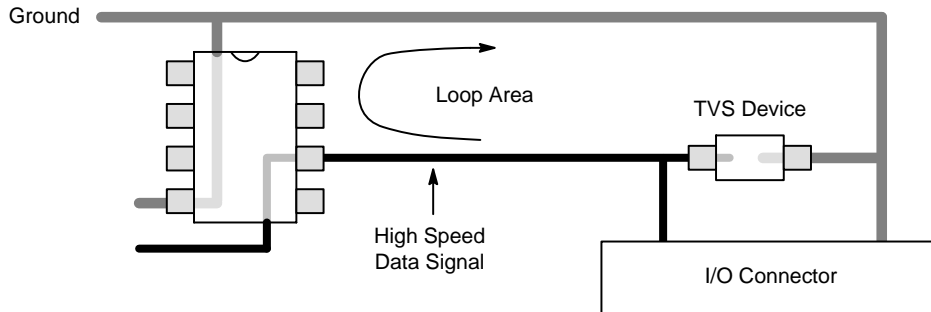 Ground
Loop Area
TVS Device
High Speed
Data Signal
I/O Connector